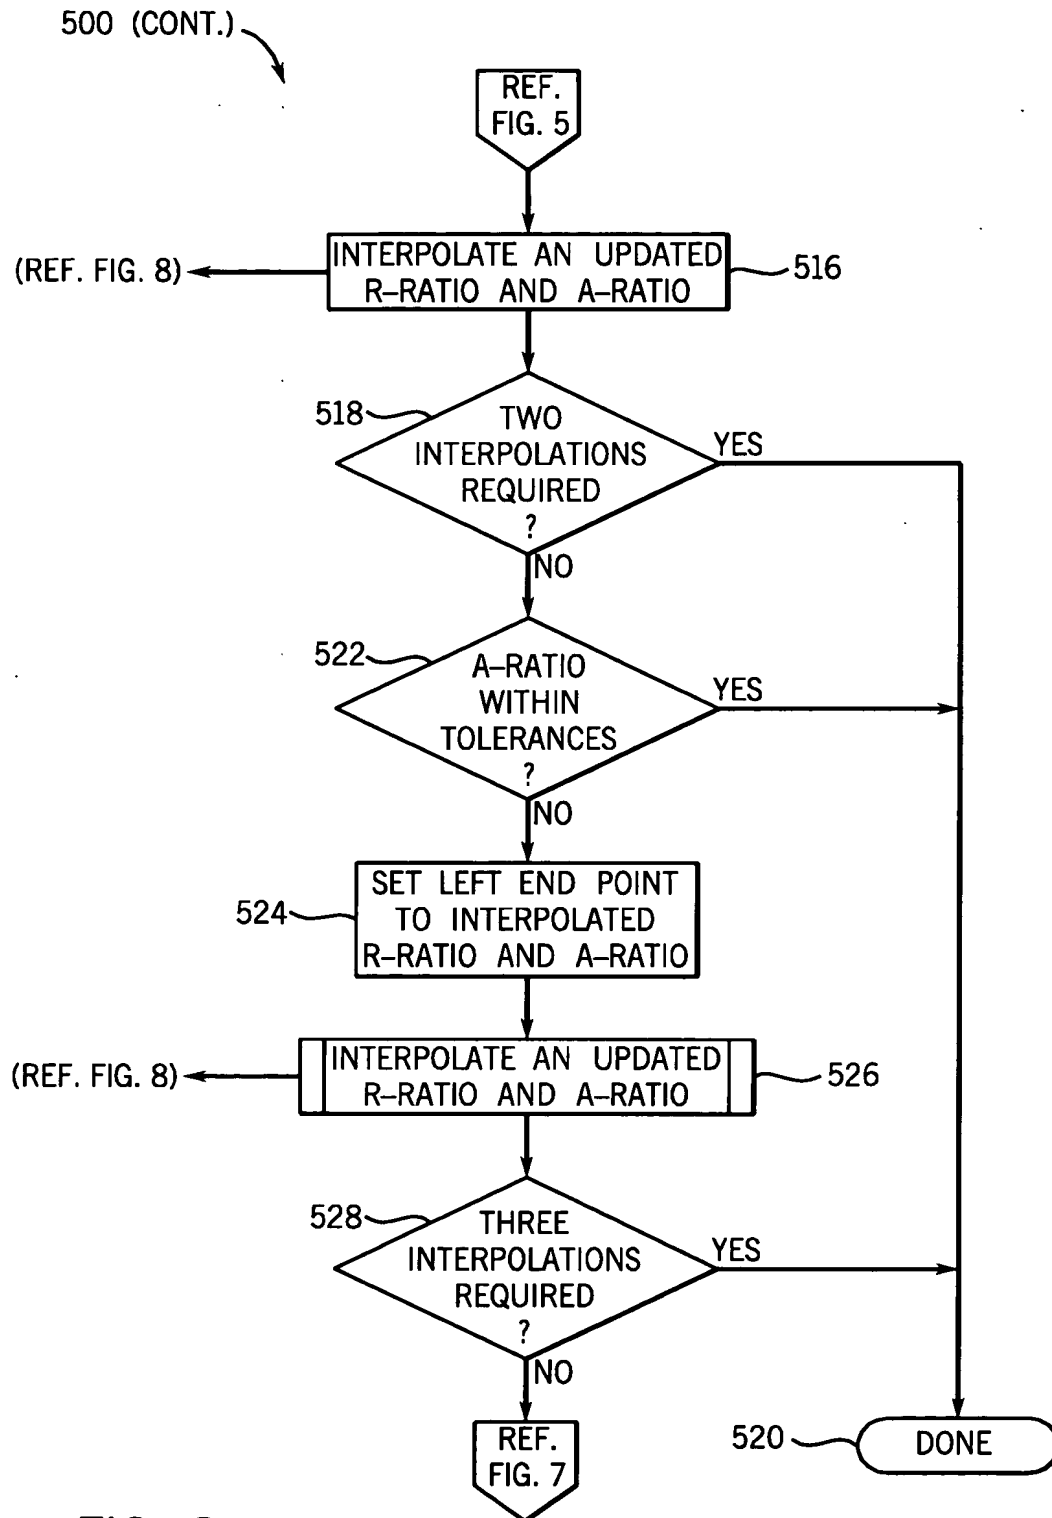 500 (CONT.)
REF.
FIG. 5
INTERPOLATE AN UPDATED
R–RATIO AND A–RATIO
(REF. FIG. 8)
516
518
TWO
INTERPOLATIONS
REQUIRED
?
YES
NO
522
A–RATIO
WITHIN
TOLERANCES
?
YES
NO
524
SET LEFT END POINT
TO INTERPOLATED
R–RATIO AND A–RATIO
(REF. FIG. 8)
INTERPOLATE AN UPDATED
R–RATIO AND A–RATIO
526
528
THREE
INTERPOLATIONS
REQUIRED
?
YES
NO
REF.
FIG. 7
520
DONE